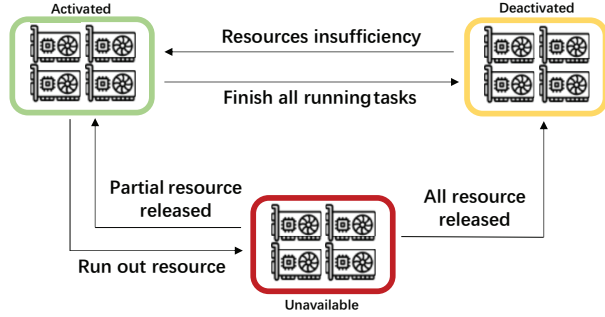 Activated
Deactivated
Resources insufficiency
Finish all running tasks
Partial resource
released
All resource
released
Run out resource
Unavailable